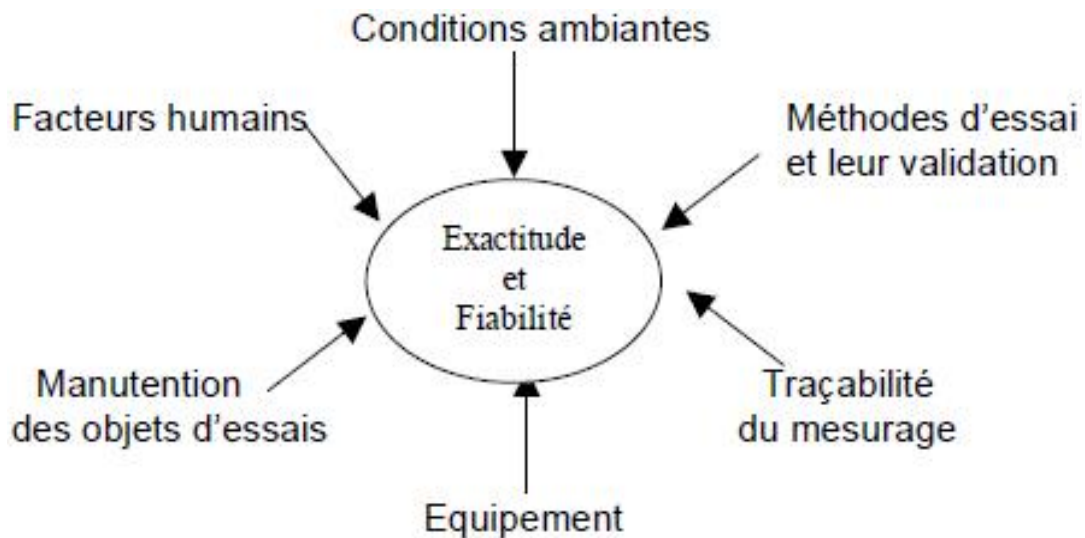 Conditions ambiantes
Facteurs humains
Méthodes d'essai
et leur validation
Exactitude
et
Fiabilité
Manutention
des objets d'essais
Traçabilité
du mesurage
Equipement